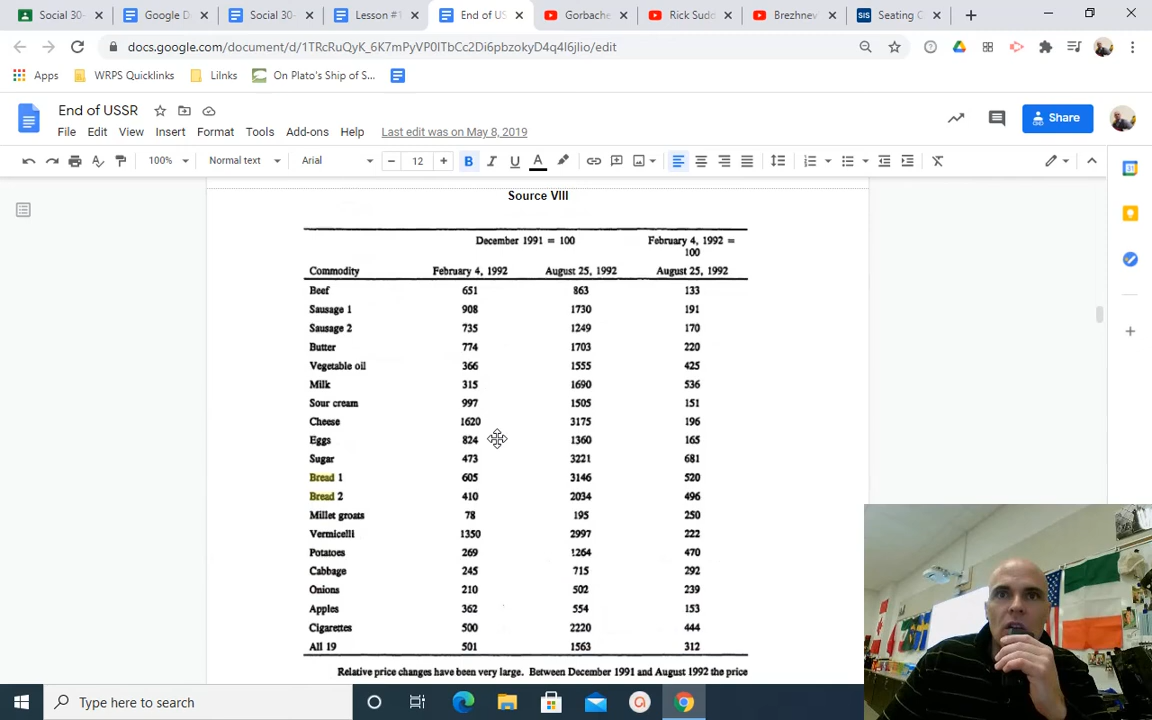 Social 30-
Google D
Social 30-
Lesson #1
End of US
Gorbache
Rick Sudd
Brezhnev
SIS
Seating C
docs.google.com/document/d/1TRcRuQyK_6K7mPyVP0ITbCc2Di6pbzokyD4q4l6jlio/edit
Apps
WRPS Quicklinks
LiInks
On Plato's Ship of S...
End of USSR
File Edit View Insert Format Tools Add-ons Help Last edit was on May 8, 2019
Share
100% Normal text Arial 12 B I U A
Source VIII
December 1991 = 100
February 4, 1992 =
100
Commodity February 4, 1992 August 25, 1992 August 25, 1992
Beef 651 863 133
Sausage 1 908 1730 191
Sausage 2 735 1249 170
Butter 774 1703 220
Vegetable oil 366 1555 425
Milk 315 1690 536
Sour cream 997 1505 151
Cheese 1620 3175 196
Eggs 824 1360 165
Sugar 473 3221 681
Bread 1 605 3146 520
Bread 2 410 2034 496
Millet groats 78 195 250
Vermicelli 1350 2997 222
Potatoes 269 1264 470
Cabbage 245 715 292
Onions 210 502 239
Apples 362 554 153
Cigarettes 500 2220 444
All 19 501 1563 312
Relative price changes have been very large. Between December 1991 and August 1992 the price
Type here to search